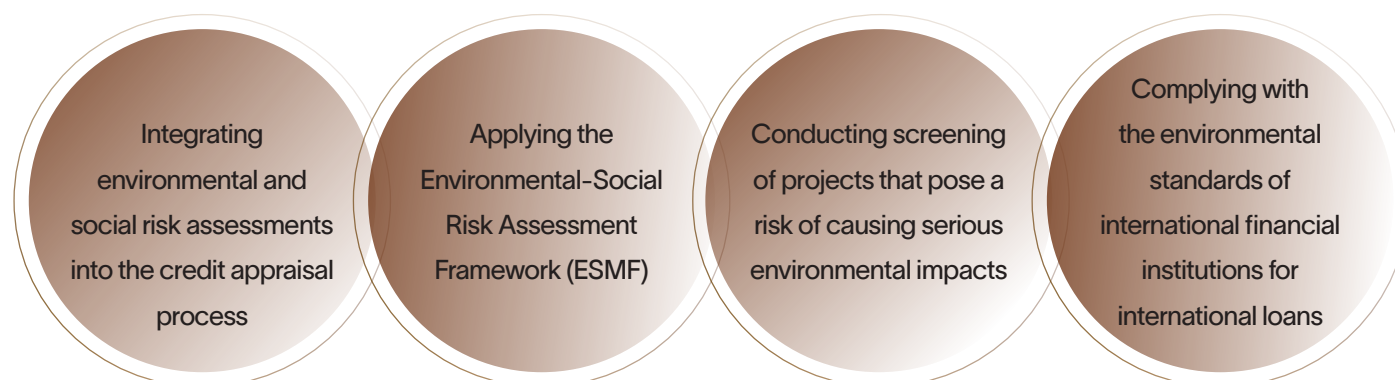 Integrating
environmental and
social risk assessments
into the credit appraisal
process
Applying the
Environmental-Social
Risk Assessment
Framework (ESMF)
Conducting screening
of projects that pose a
risk of causing serious
environmental impacts
Complying with
the environmental
standards of
international financial
institutions for
international loans